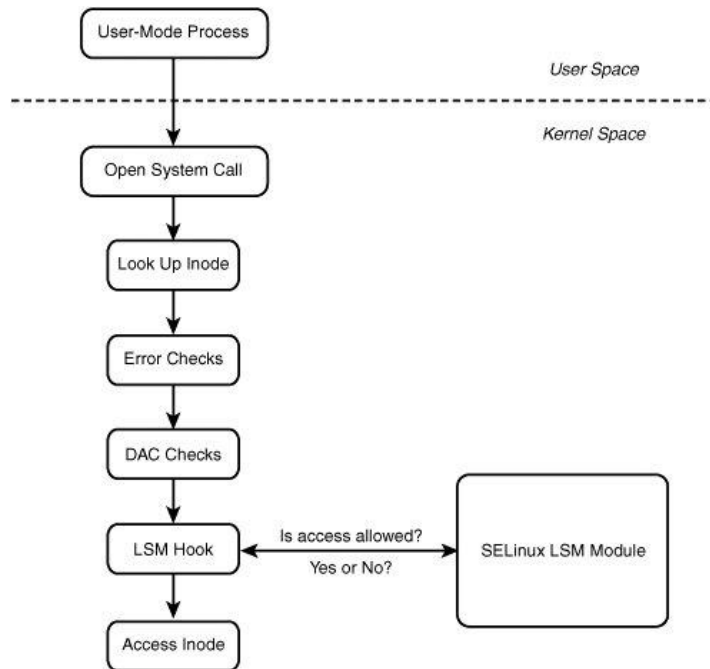 User-Mode Process
User Space
Kernel Space
Open System Call
Look Up Inode
Error Checks
DAC Checks
LSM Hook
Is access allowed?
Yes or No?
SELinux LSM Module
Access Inode